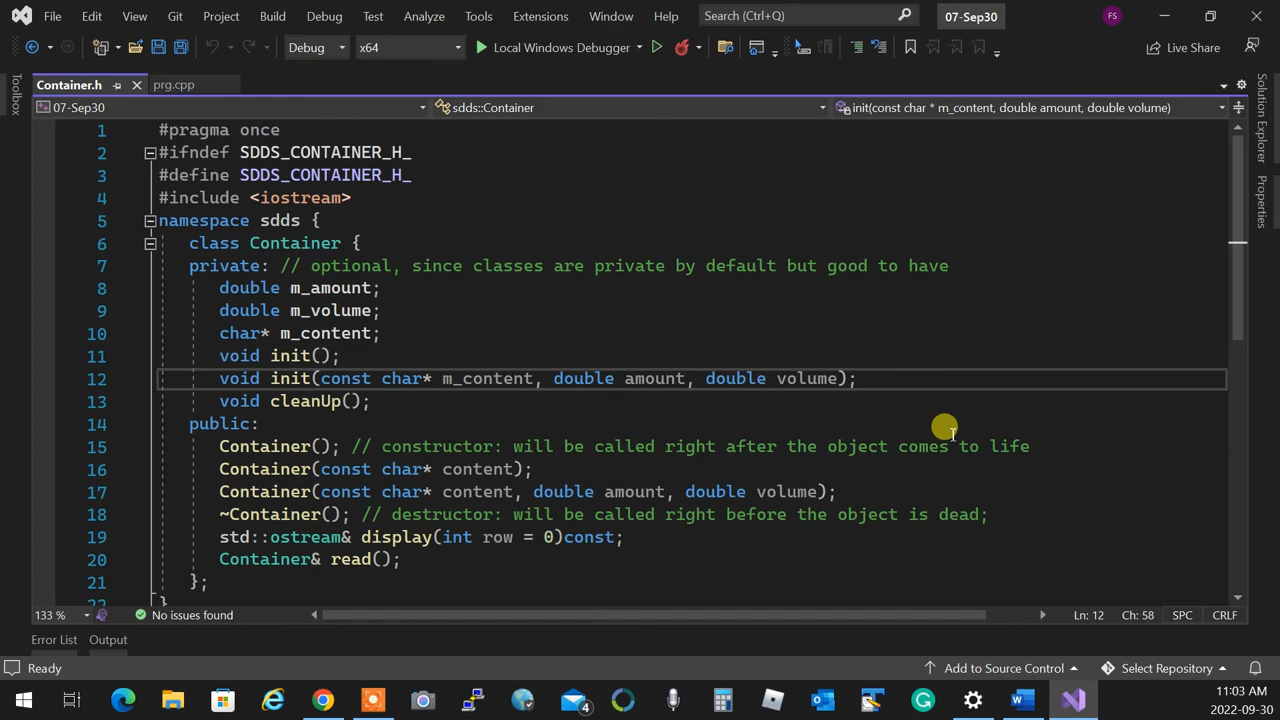 File Edit View Git Project Build Debug Test Analyze Tools Extensions Window Help Search (Ctrl+Q) 07-Sep30 FS
Debug x64 Local Windows Debugger Live Share
Container.h prg.cpp
07-Sep30 sdds::Container init(const char * m_content, double amount, double volume)
1 #pragma once
2 #ifndef SDDS_CONTAINER_H_
3 #define SDDS_CONTAINER_H_
4 #include <iostream>
5 namespace sdds {
6 class Container {
7 private: // optional, since classes are private by default but good to have
8 double m_amount;
9 double m_volume;
10 char* m_content;
11 void init();
12 void init(const char* m_content, double amount, double volume);
13 void cleanUp();
14 public:
15 Container(); // constructor: will be called right after the object comes to life
16 Container(const char* content);
17 Container(const char* content, double amount, double volume);
18 ~Container(); // destructor: will be called right before the object is dead;
19 std::ostream& display(int row = 0)const;
20 Container& read();
21 };
22 }
Toolbox
Solution Explorer
Properties
133 % No issues found Ln: 12 Ch: 58 SPC CRLF
Error List Output
Ready Add to Source Control Select Repository
4
11:03 AM
2022-09-30